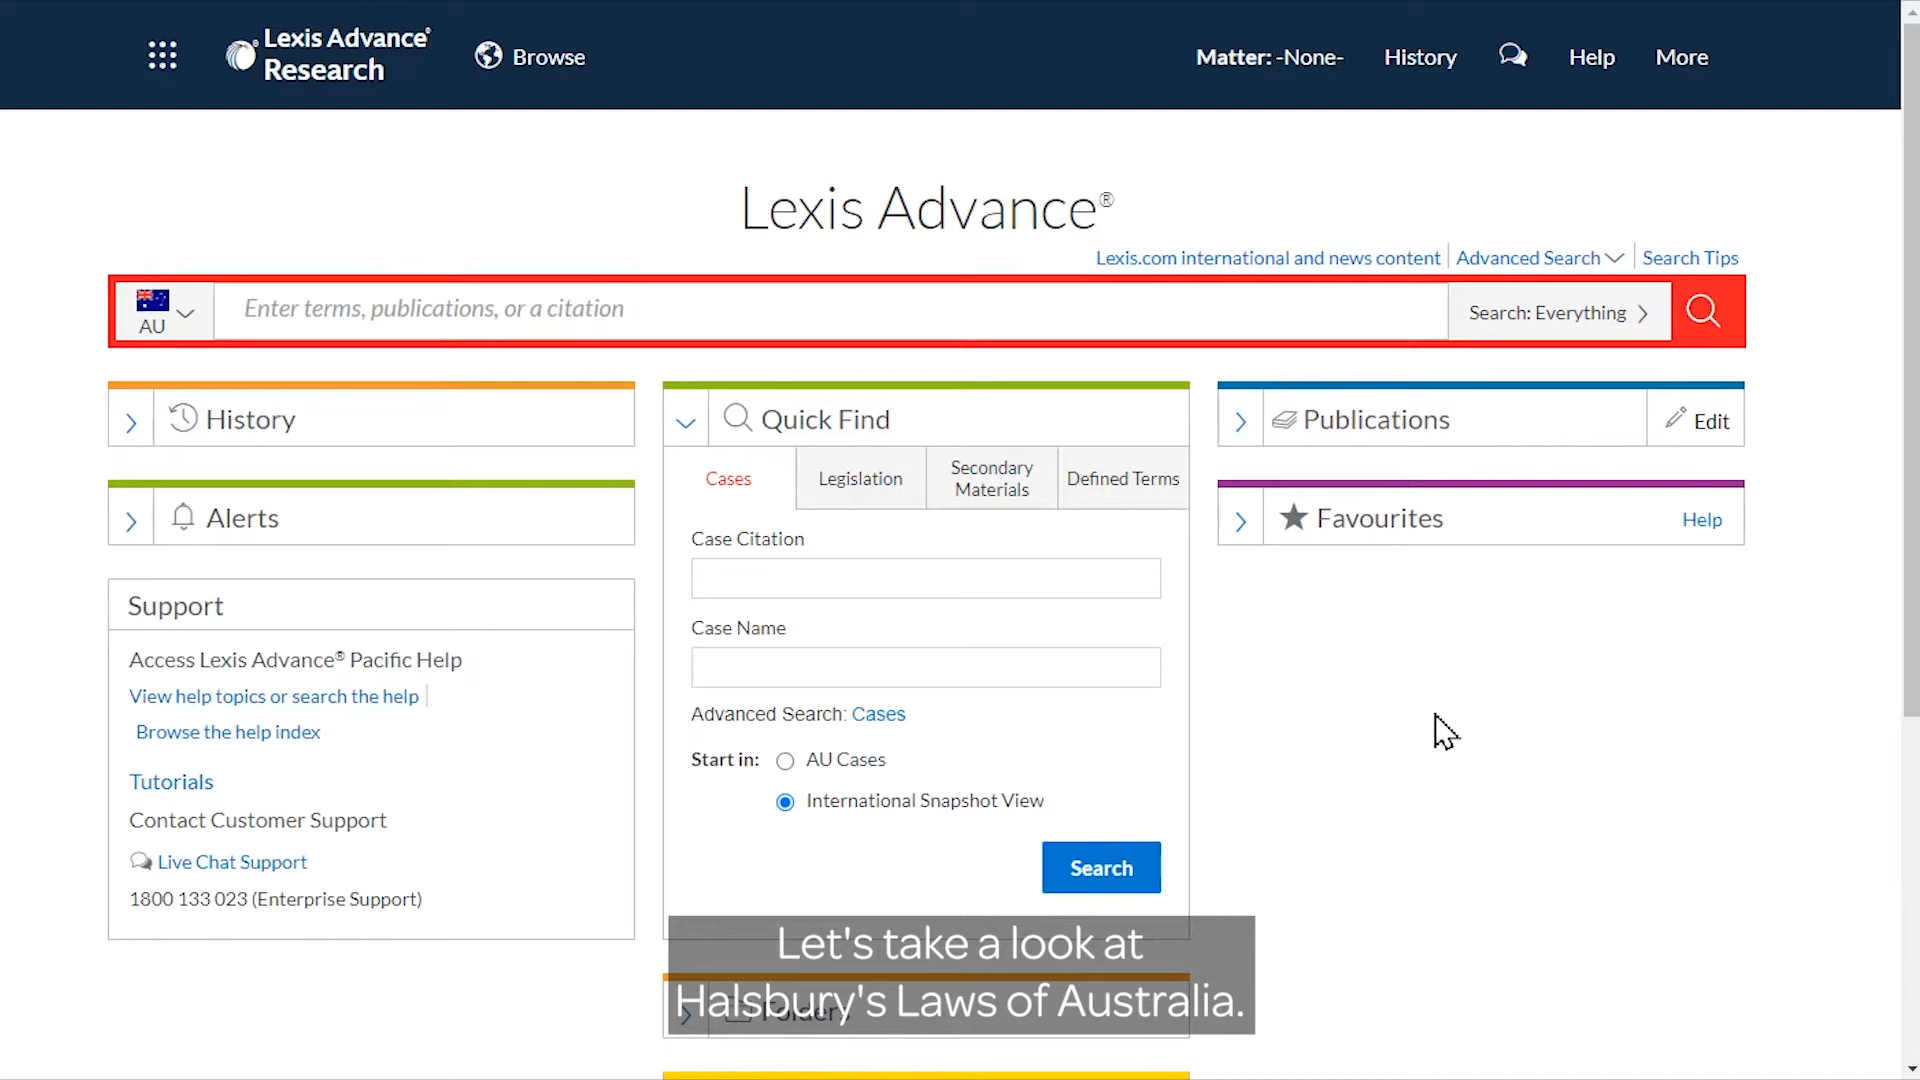 Lexis Advance®
Research
Browse
Matter: -None-
History
Help
More
Lexis Advance®
Lexis.com international and news content
Advanced Search
Search Tips
AU
Enter terms, publications, or a citation
Search: Everything
History
Alerts
Support
Access Lexis Advance® Pacific Help
View help topics or search the help
Browse the help index
Tutorials
Contact Customer Support
Live Chat Support
1800 133 023 (Enterprise Support)
Quick Find
Cases
Legislation
Secondary
Materials
Defined Terms
Case Citation
Case Name
Advanced Search: Cases
Start in:
AU Cases
International Snapshot View
Search
Folders
Publications
Edit
Favourites
Help
Let's take a look at
Halsbury's Laws of Australia.